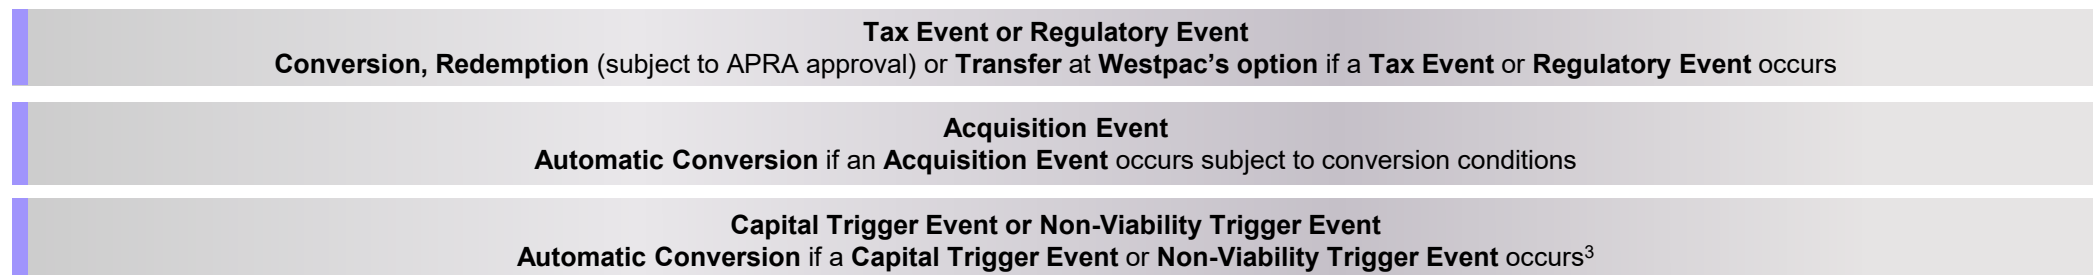 Tax Event or Regulatory Event
Conversion, Redemption (subject to APRA approval) or Transfer at Westpac’s option if a Tax Event or Regulatory Event occurs
Acquisition Event
Automatic Conversion if an Acquisition Event occurs subject to conversion conditions
Capital Trigger Event or Non-Viability Trigger Event
Automatic Conversion if a Capital Trigger Event or Non-Viability Trigger Event occurs³